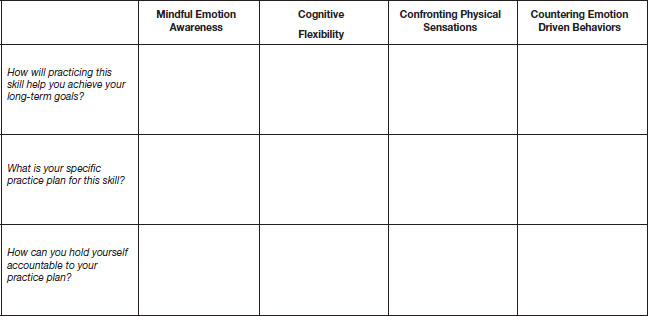 Mindful Emotion
Awareness
Cognitive
Flexibility
Confronting Physical
Sensations
Countering Emotion
Driven Behaviors
How will practicing this
skill help you achieve your
long-term goals?
What is your specific
practice plan for this skill?
How can you hold yourself
accountable to your
practice plan?